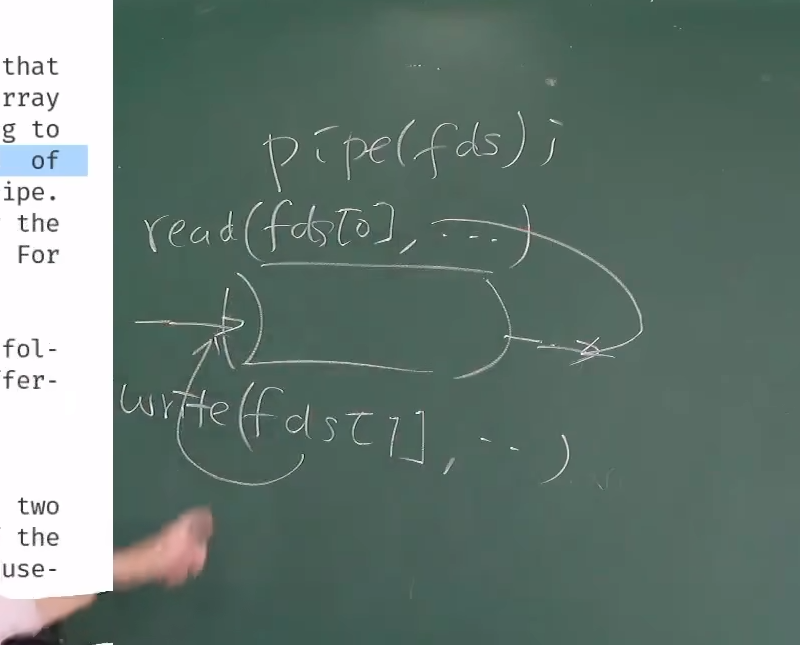 that
rray
g to
of
ipe.
the
For
fol-
fer-
two
the
use-
pipe(fds);
read(fds[0], ...)
write(fds[1], ...)